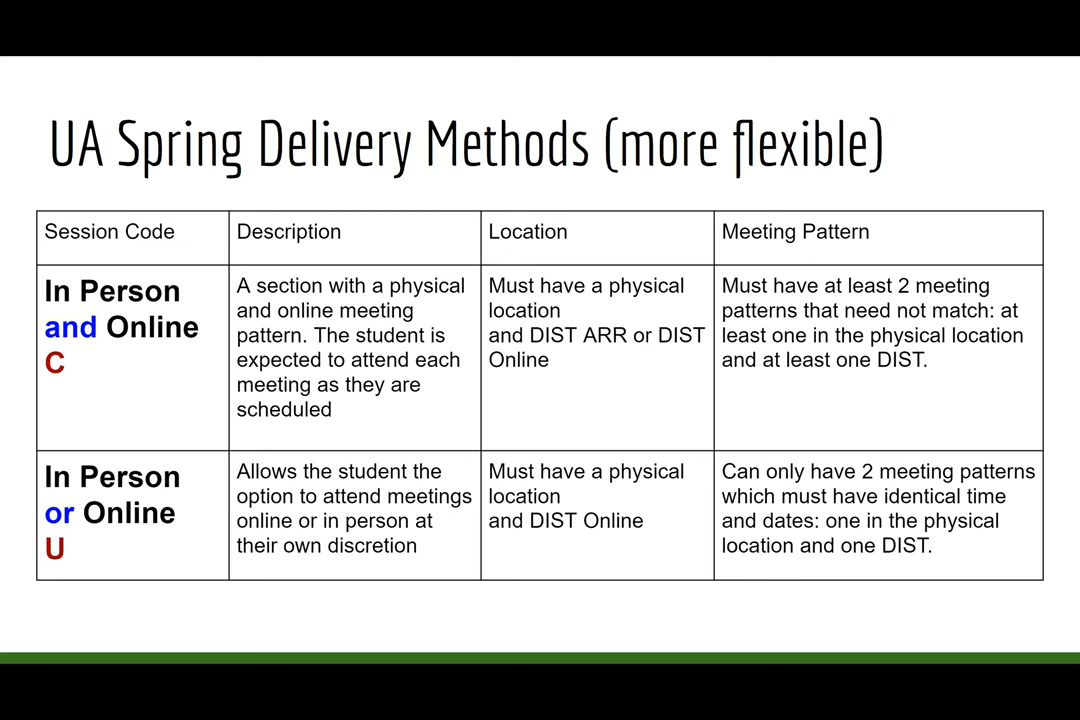 UA Spring Delivery Methods (more flexible)
Session Code
Description
Location
Meeting Pattern
In Person
and Online
C
A section with a physical
and online meeting
pattern. The student is
expected to attend each
meeting as they are
scheduled
Must have a physical
location
and DIST ARR or DIST
Online
Must have at least 2 meeting
patterns that need not match: at
least one in the physical location
and at least one DIST.
In Person
or Online
U
Allows the student the
option to attend meetings
online or in person at
their own discretion
Must have a physical
location
and DIST Online
Can only have 2 meeting patterns
which must have identical time
and dates: one in the physical
location and one DIST.